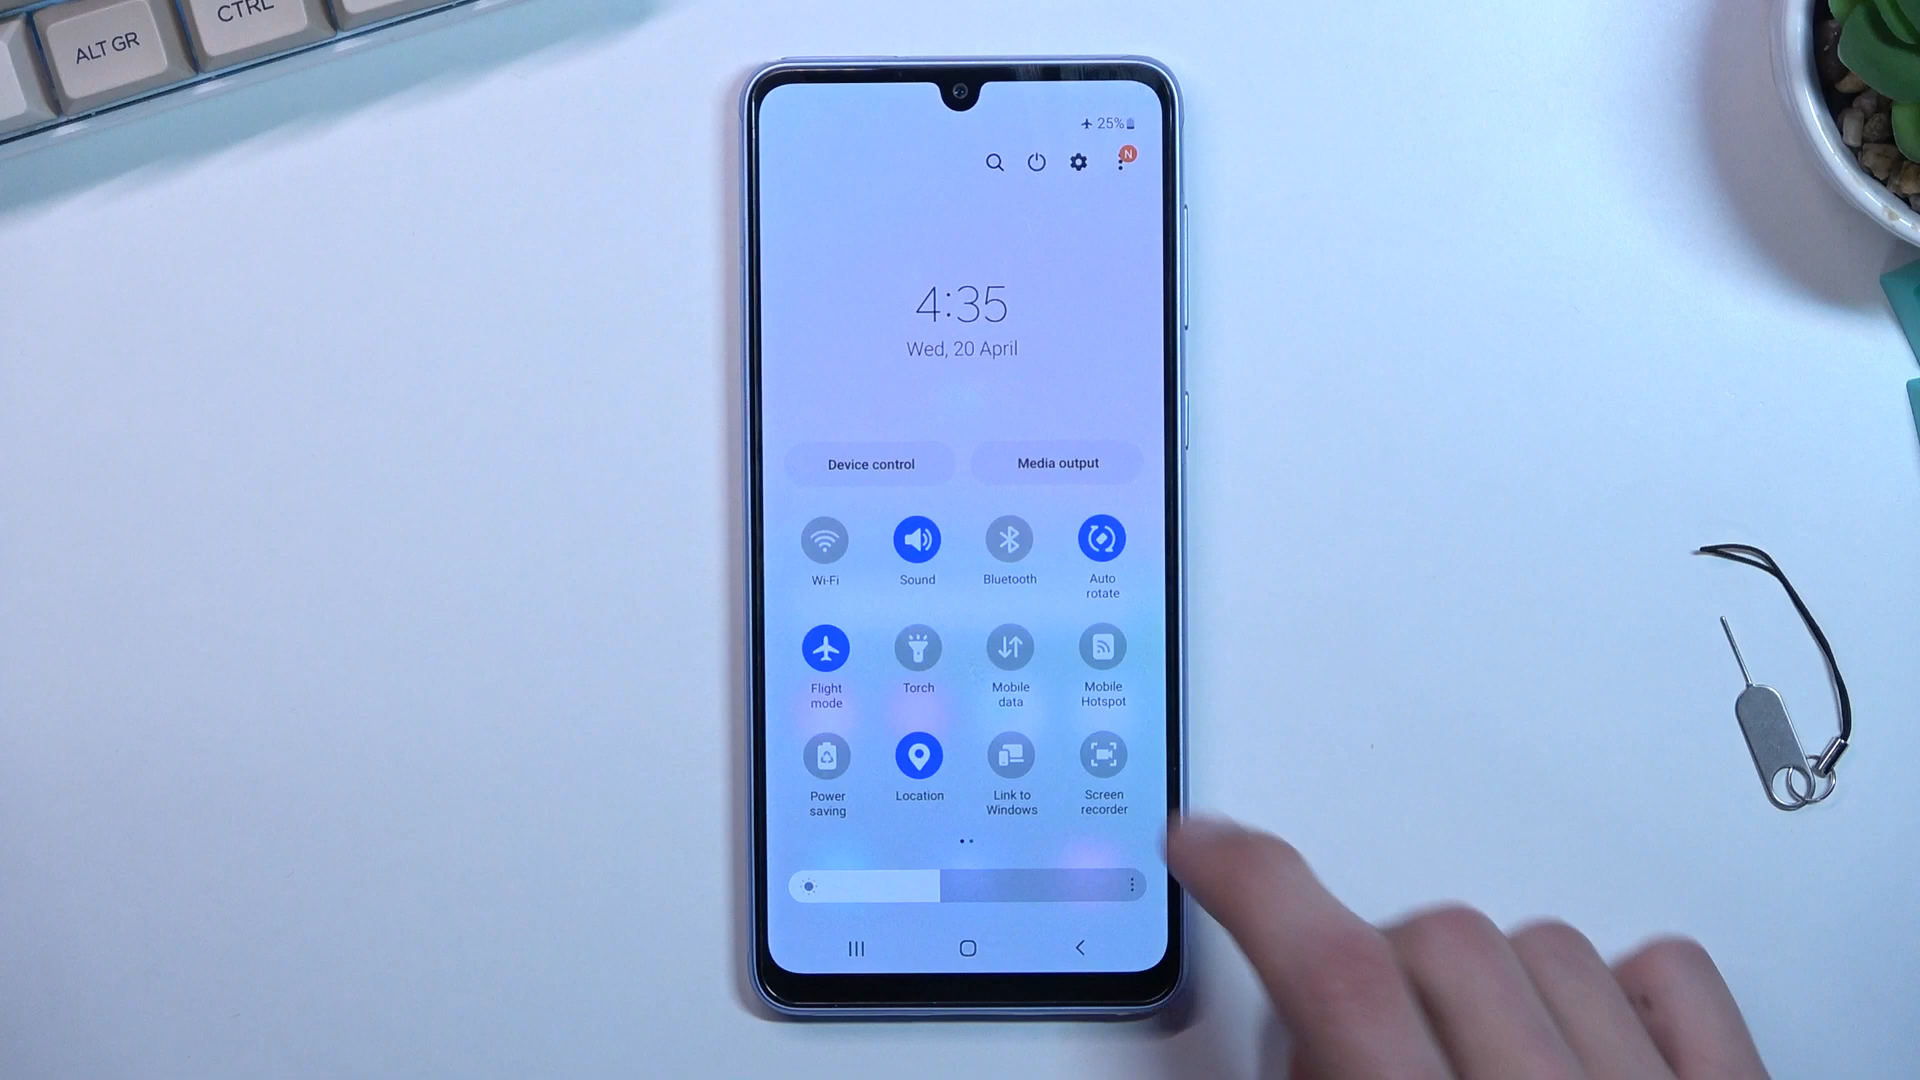 ALT GR
CTRL
25%
N
4:35
Wed, 20 April
Device control
Media output
Wi-Fi
Sound
Bluetooth
Auto
rotate
Flight
mode
Torch
Mobile
data
Mobile
Hotspot
Power
saving
Location
Link to
Windows
Screen
recorder